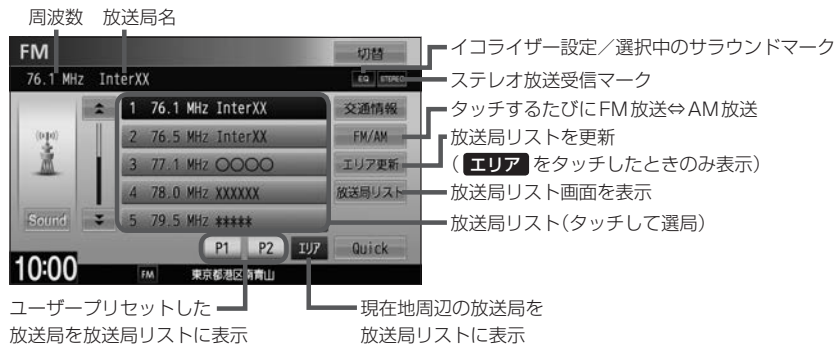 周波数 放送局名
FM 切替
76.1 MHz InterXX EQ STEREO
1 76.1 MHz InterXX 交通情報
2 76.5 MHz InterXX FM/AM
3 77.1 MHz ○○○○ エリア更新
4 78.0 MHz XXXXXX 放送局リスト
Sound 5 79.5 MHz ***** 
P1 P2 エリア Quick
10:00 FM 東京都港区南青山
イコライザー設定／選択中のサラウンドマーク
ステレオ放送受信マーク
タッチするたびにFM放送⇔AM放送
放送局リストを更新
（ エリア をタッチしたときのみ表示）
放送局リスト画面を表示
放送局リスト（タッチして選局）
ユーザープリセットした
放送局を放送局リストに表示
現在地周辺の放送局を
放送局リストに表示